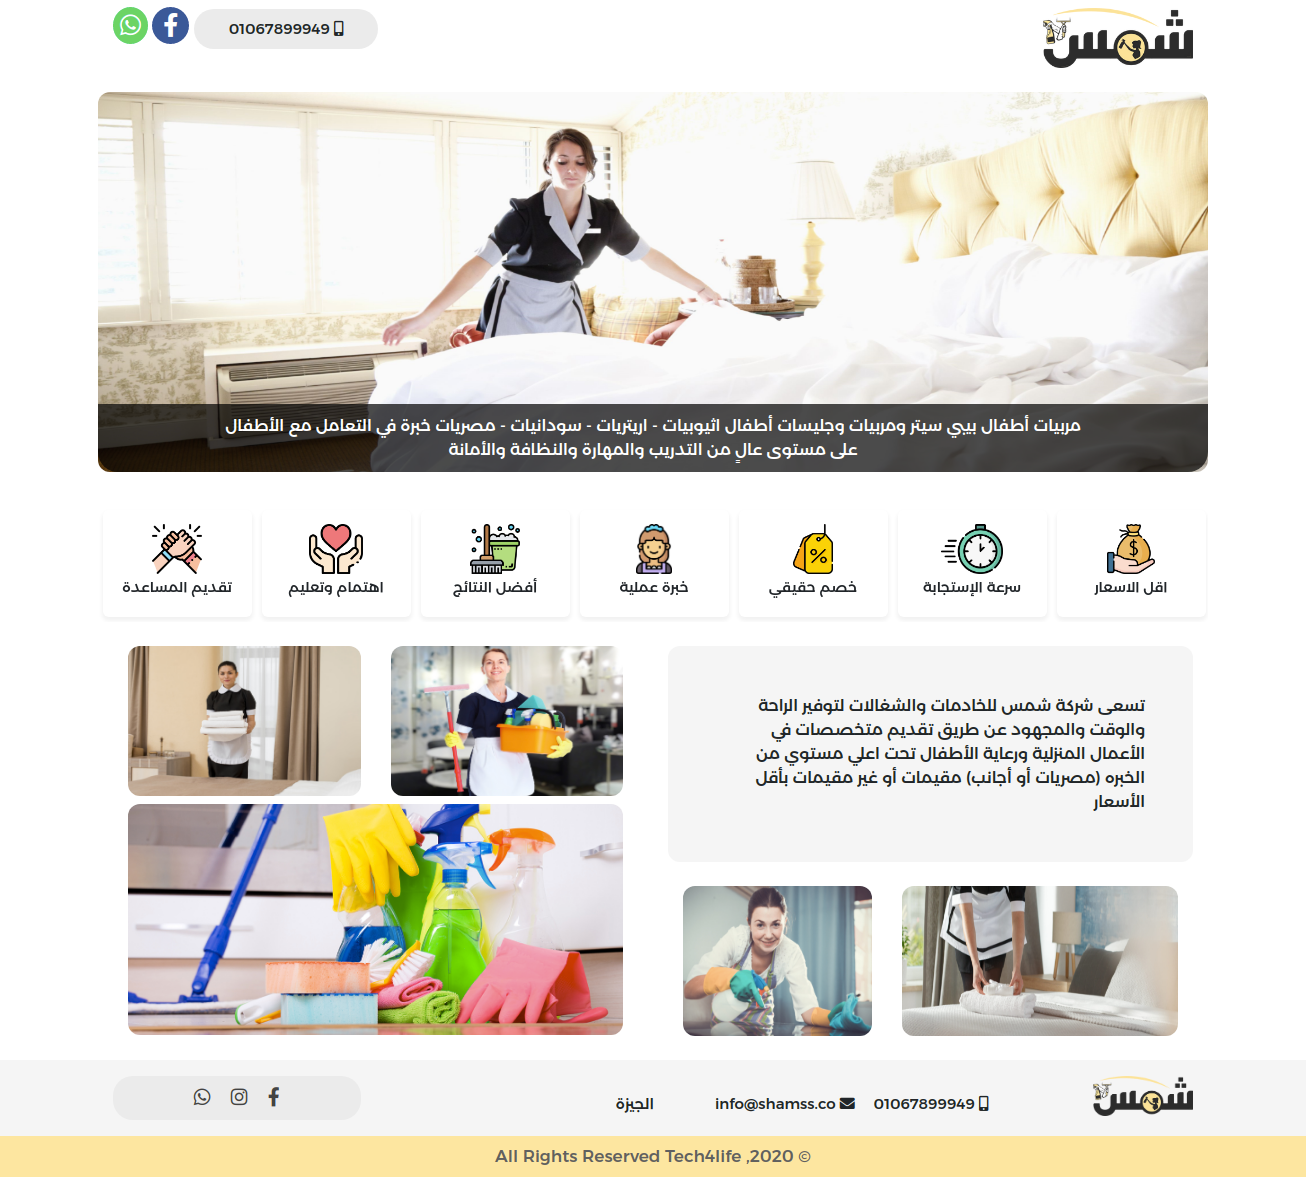 شمس
01067899949
مربيات أطفال بيبي سيتر ومربيات وجليسات أطفال اثيوبيات - اريتريات - سودانيات - مصريات خبرة في التعامل مع الأطفال
على مستوى عالٍ من التدريب والمهارة والنظافة والأمانة
اقل الاسعار
سرعة الإستجابة
خصم حقيقي
خبرة عملية
أفضل النتائج
اهتمام وتعليم
تقديم المساعدة
تسعى شركة شمس للخادمات والشغالات لتوفير الراحة
والوقت والمجهود عن طريق تقديم متخصصات في
الأعمال المنزلية ورعاية الأطفال تحت اعلي مستوي من
الخبره (مصريات أو أجانب) مقيمات أو غير مقيمات بأقل
الأسعار
شمس
01067899949
info@shamss.co
الجيزة
All Rights Reserved Tech4life ,2020 ©